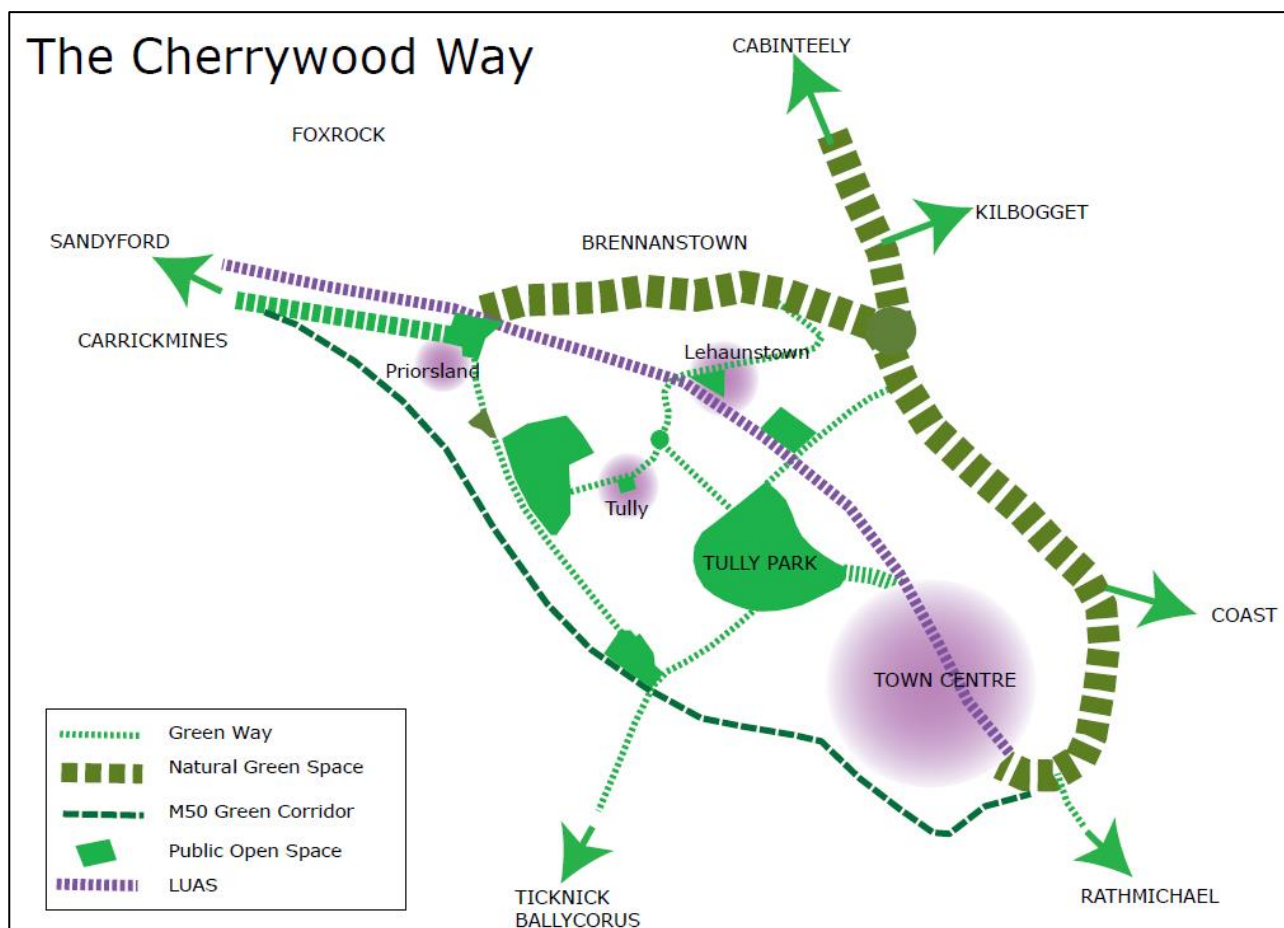 The Cherrywood Way
CABINTEELY
FOXROCK
KILBOGGET
SANDYFORD
BRENNANSTOWN
CARRICKMINES
Lehaunstown
Priorsland
Tully
TULLY PARK
COAST
TOWN CENTRE
Green Way
Natural Green Space
M50 Green Corridor
Public Open Space
LUAS
TICKNICK
BALLYCORUS
RATHMICHAEL